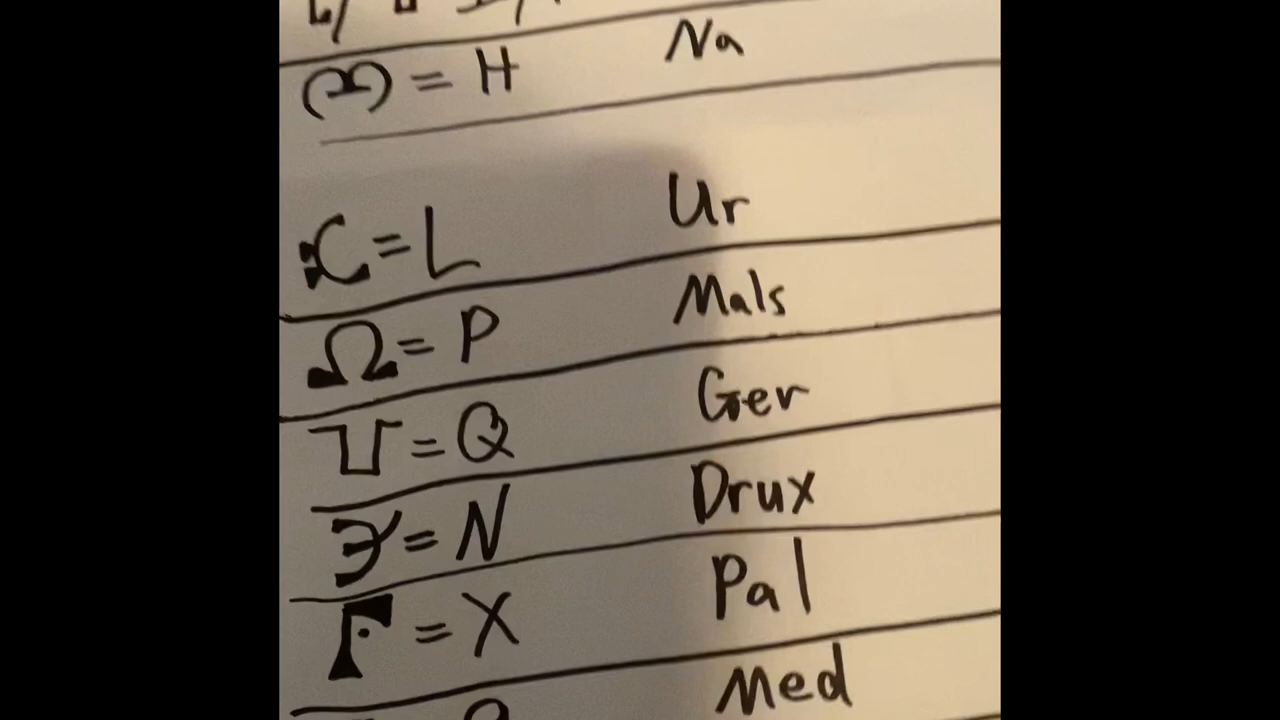 = H Na
= L Ur
Ω = P Mals
= Q Ger
= N Drux
= X Pal
Med